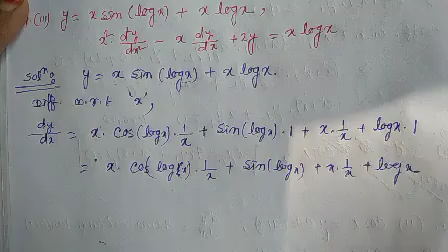 (iii) y = x sin (log x) + x log x,
x² d²y/dx² - x dy/dx + 2y = x log x
Solⁿ: y = x sin (log x) + x log x.
Diff. w.r.t 'x',
dy/dx = x. cos (log x) . 1/x + sin (log x) . 1 + x . 1/x + log x . 1
= x. cos (log x) . 1/x + sin (log x) + x . 1/x + log x